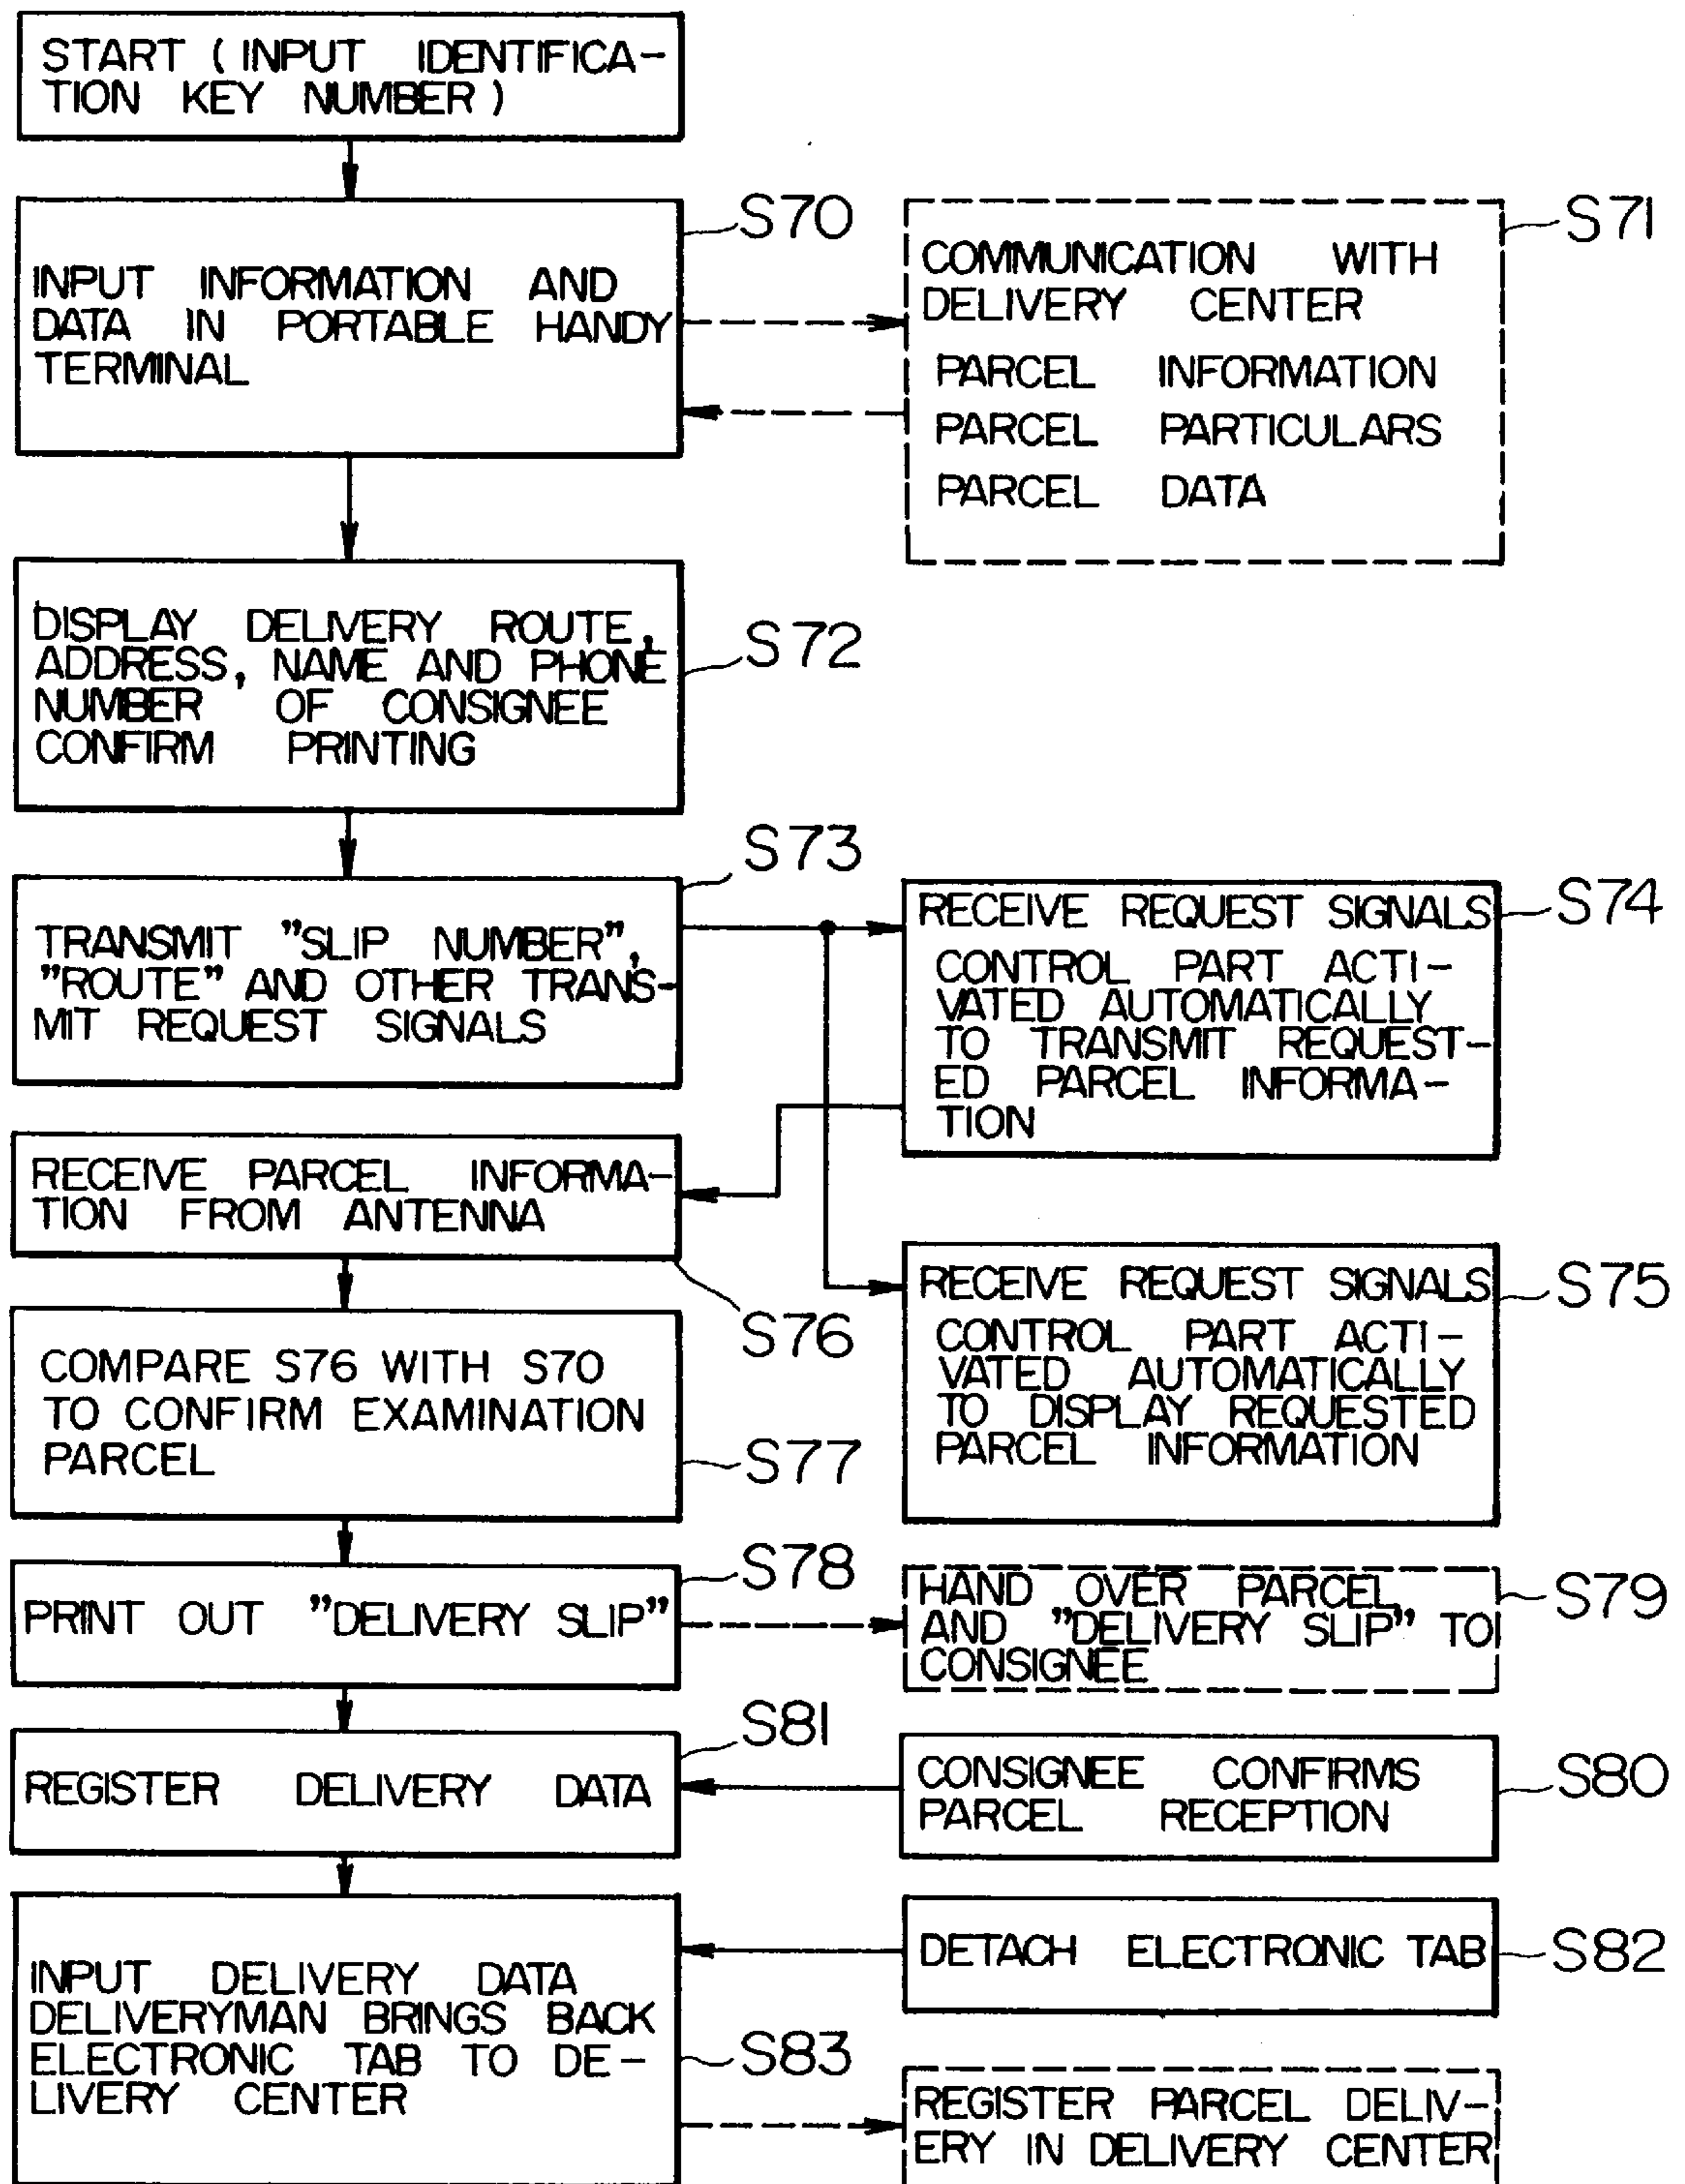 START (INPUT IDENTIFICA-
TION KEY NUMBER)
S70
INPUT INFORMATION AND
DATA IN PORTABLE HANDY
TERMINAL
S71
COMMUNICATION WITH
DELIVERY CENTER
PARCEL INFORMATION
PARCEL PARTICULARS
PARCEL DATA
S72
DISPLAY DELIVERY ROUTE,
ADDRESS, NAME AND PHONE
NUMBER OF CONSIGNEE
CONFIRM PRINTING
S73
TRANSMIT "SLIP NUMBER",
"ROUTE" AND OTHER TRANS-
MIT REQUEST SIGNALS
S74
RECEIVE REQUEST SIGNALS
CONTROL PART ACTI-
VATED AUTOMATICALLY
TO TRANSMIT REQUEST-
ED PARCEL INFORMA-
TION
RECEIVE PARCEL INFORMA-
TION FROM ANTENNA
S76
S75
RECEIVE REQUEST SIGNALS
CONTROL PART ACTI-
VATED AUTOMATICALLY
TO DISPLAY REQUESTED
PARCEL INFORMATION
COMPARE S76 WITH S70
TO CONFIRM EXAMINATION
PARCEL
S77
S78
PRINT OUT "DELIVERY SLIP"
S79
HAND OVER PARCEL
AND "DELIVERY SLIP" TO
CONSIGNEE
S81
REGISTER DELIVERY DATA
S80
CONSIGNEE CONFIRMS
PARCEL RECEPTION
DETACH ELECTRONIC TAB
S82
INPUT DELIVERY DATA
DELIVERYMAN BRINGS BACK
ELECTRONIC TAB TO DE-
LIVERY CENTER
S83
REGISTER PARCEL DELIV-
ERY IN DELIVERY CENTER